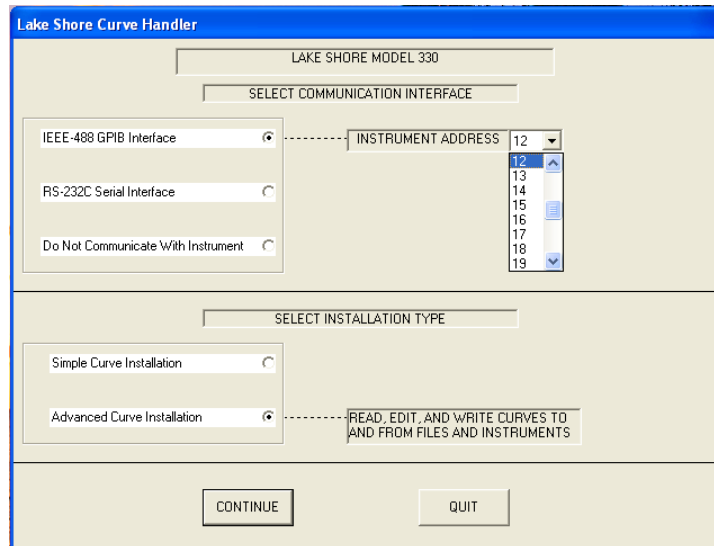 Lake Shore Curve Handler
LAKE SHORE MODEL 330
SELECT COMMUNICATION INTERFACE
IEEE-488 GPIB Interface
INSTRUMENT ADDRESS
12
12
13
14
15
16
17
18
19
RS-232C Serial Interface
Do Not Communicate With Instrument
SELECT INSTALLATION TYPE
Simple Curve Installation
Advanced Curve Installation
READ, EDIT, AND WRITE CURVES TO
AND FROM FILES AND INSTRUMENTS
CONTINUE
QUIT